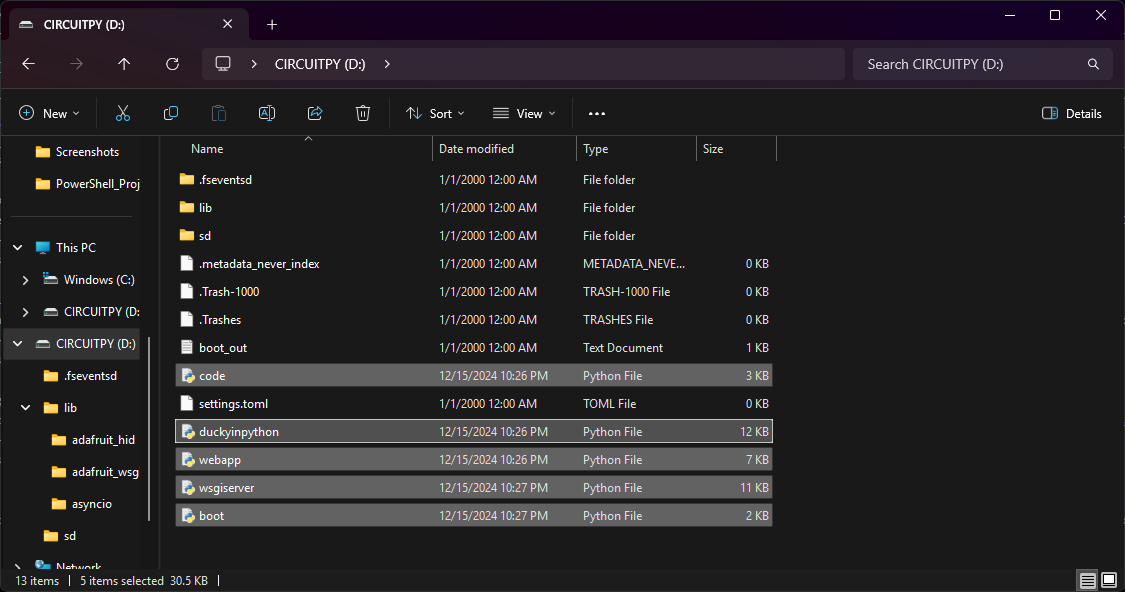 CIRCUITPY (D:)
CIRCUITPY (D:)
Search CIRCUITPY (D:)
New
Sort
View
Details
Screenshots
PowerShell_Proj
This PC
Windows (C:)
CIRCUITPY (D:
CIRCUITPY (D:)
.fseventsd
lib
adafruit_hid
adafruit_wsg
asyncio
sd
Network
Name Date modified Type Size
.fseventsd 1/1/2000 12:00 AM File folder
lib 1/1/2000 12:00 AM File folder
sd 1/1/2000 12:00 AM File folder
.metadata_never_index 1/1/2000 12:00 AM METADATA_NEVE... 0 KB
.Trash-1000 1/1/2000 12:00 AM TRASH-1000 File 0 KB
.Trashes 1/1/2000 12:00 AM TRASHES File 0 KB
boot_out 1/1/2000 12:00 AM Text Document 1 KB
code 12/15/2024 10:26 PM Python File 3 KB
settings.toml 1/1/2000 12:00 AM TOML File 0 KB
duckyinpython 12/15/2024 10:26 PM Python File 12 KB
webapp 12/15/2024 10:26 PM Python File 7 KB
wsgiserver 12/15/2024 10:27 PM Python File 11 KB
boot 12/15/2024 10:27 PM Python File 2 KB
13 items 5 items selected 30.5 KB